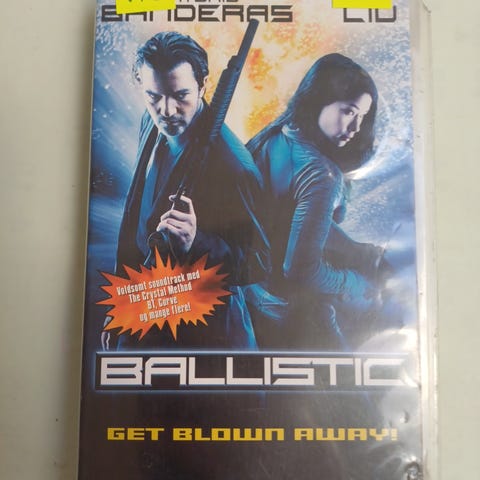 BANDERAS LIU
Voldsomt soundtrack med
The Crystal Method
BT, Curve
og mange flere!
BALLISTIC
GET BLOWN AWAY!